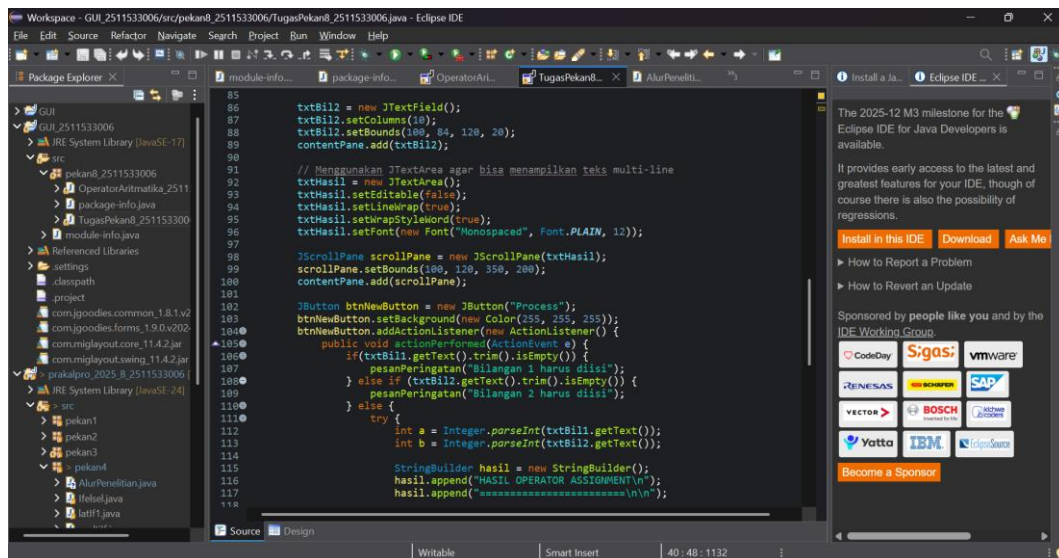 Workspace - GUI_2511533006/src/pekan8_2511533006/TugasPekan8_2511533006.java - Eclipse IDE
File Edit Source Refactor Navigate Search Project Run Window Help
Package Explorer
GUI
GUI_2511533006
JRE System Library [JavaSE-17]
src
pekan8_2511533006
OperatorAritmatika_2511
package-info.java
TugasPekan8_251153300
module-info.java
Referenced Libraries
.settings
.classpath
.project
com.jgoodies.common_1.8.1.v2
com.jgoodies.forms_1.9.0.v202
com.miglayout.core_11.4.2.jar
com.miglayout.swing_11.4.2.jar
> prakalpro_2025_B_2511533006 [
JRE System Library [JavaSE-24]
> src
pekan1
pekan2
pekan3
> pekan4
AlurPenelitian.java
Ifelsel.java
latIf1.java
module-info.... package-info.... OperatorAri... TugasPekan8... AlurPeneliti...
85
86 txtBil2 = new JTextField();
87 txtBil2.setColumns(10);
88 txtBil2.setBounds(100, 84, 120, 20);
89 contentPane.add(txtBil2);
90
91 // Menggunakan JTextArea agar bisa menampilkan teks multi-line
92 txtHasil = new JTextArea();
93 txtHasil.setEditable(false);
94 txtHasil.setLineWrap(true);
95 txtHasil.setWrapStyleWord(true);
96 txtHasil.setFont(new Font("Monospaced", Font.PLAIN, 12));
97
98 JScrollPane scrollPane = new JScrollPane(txtHasil);
99 scrollPane.setBounds(100, 120, 350, 200);
100 contentPane.add(scrollPane);
101
102 JButton btnNewButton = new JButton("Process");
103 btnNewButton.setBackground(new Color(255, 255, 255));
104 btnNewButton.addActionListener(new ActionListener() {
105 public void actionPerformed(ActionEvent e) {
106 if(txtBil1.getText().trim().isEmpty()) {
107 pesanPeringatan("Bilangan 1 harus diisi");
108 } else if (txtBil2.getText().trim().isEmpty()) {
109 pesanPeringatan("Bilangan 2 harus diisi");
110 } else {
111 try {
112 int a = Integer.parseInt(txtBil1.getText());
113 int b = Integer.parseInt(txtBil2.getText());
114
115 StringBuilder hasil = new StringBuilder();
116 hasil.append("HASIL OPERATOR ASSIGNMENT\n");
117 hasil.append("=========================\n\n");
118
Source Design
Install a Ja... Eclipse IDE ...
The 2025-12 M3 milestone for the
Eclipse IDE for Java Developers is
available.
It provides early access to the latest and
greatest features for your IDE, though of
course there is also the possibility of
regressions.
Install in this IDE Download Ask Me
How to Report a Problem
How to Revert an Update
Sponsored by people like you and by the
IDE Working Group.
CodeDay Sigasi vmware
RENESAS SCHÄFER SAP
VECTOR BOSCH itchwe coders
Yatta IBM. EclipseSource
Become a Sponsor
Writable Smart Insert 40 : 48 : 1132